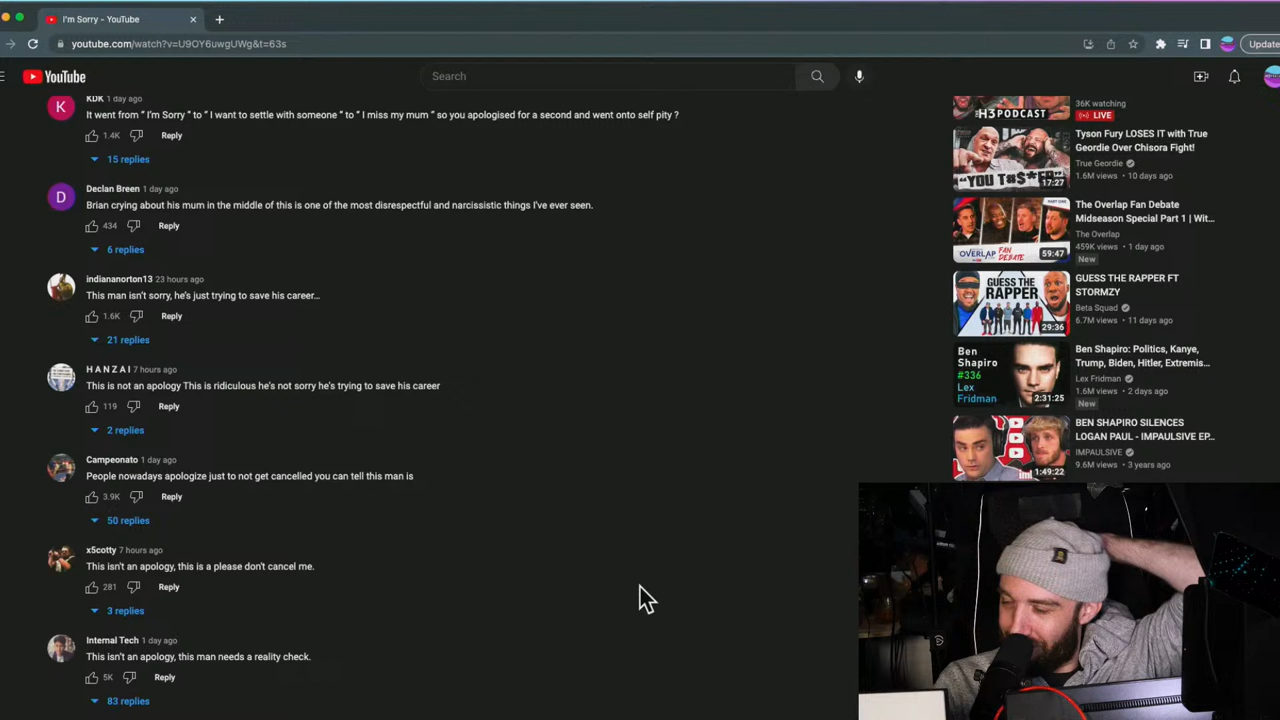 I'm Sorry - YouTube
youtube.com/watch?v=U9OY6uwgUWg&t=63s
Update
YouTube
Search
KDK 1 day ago
It went from “ I'm Sorry ” to “ I want to settle with someone ” to “ I miss my mum ” so you apologised for a second and went onto self pity ?
1.4K Reply
15 replies
Declan Breen 1 day ago
Brian crying about his mum in the middle of this is one of the most disrespectful and narcissistic things I've ever seen.
434 Reply
6 replies
indiananorton13 23 hours ago
This man isn't sorry, he's just trying to save his career...
1.6K Reply
21 replies
H A N Z A I 7 hours ago
This is not an apology This is ridiculous he's not sorry he's trying to save his career
119 Reply
2 replies
Campeonato 1 day ago
People nowadays apologize just to not get cancelled you can tell this man is
3.9K Reply
50 replies
x5cotty 7 hours ago
This isn't an apology, this is a please don't cancel me.
281 Reply
3 replies
Internal Tech 1 day ago
This isn't an apology, this man needs a reality check.
5K Reply
83 replies
36K watching
LIVE
H3PODCAST
Tyson Fury LOSES IT with True
Geordie Over Chisora Fight!
True Geordie
1.6M views • 10 days ago
"YOU T#$*ER"
17:27
The Overlap Fan Debate
Midseason Special Part 1 | Wit...
The Overlap
459K views • 1 day ago
New
OVERLAP FAN DEBATE
59:47
GUESS THE RAPPER FT
STORMZY
Beta Squad
6.7M views • 11 days ago
GUESS THE
RAPPER
29:36
Ben Shapiro: Politics, Kanye,
Trump, Biden, Hitler, Extremis...
Lex Fridman
1.6M views • 2 days ago
New
Ben
Shapiro
#336
Lex
Fridman
2:31:25
BEN SHAPIRO SILENCES
LOGAN PAUL - IMPAULSIVE EP...
IMPAULSIVE
9.6M views • 3 years ago
1:49:22